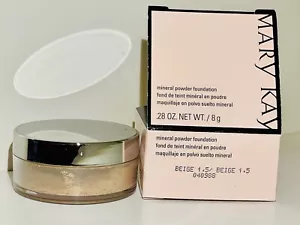 MARY KAY
mineral powder foundation
fond de teint minéral en poudre
maquillaje en polvo suelto mineral
.28 OZ. NET WT. / 8 g
mineral powder foundation
fond de teint minéral en poudre
maquillaje en polvo suelto mineral
BEIGE 1.5/ BEIGE 1.5
040983